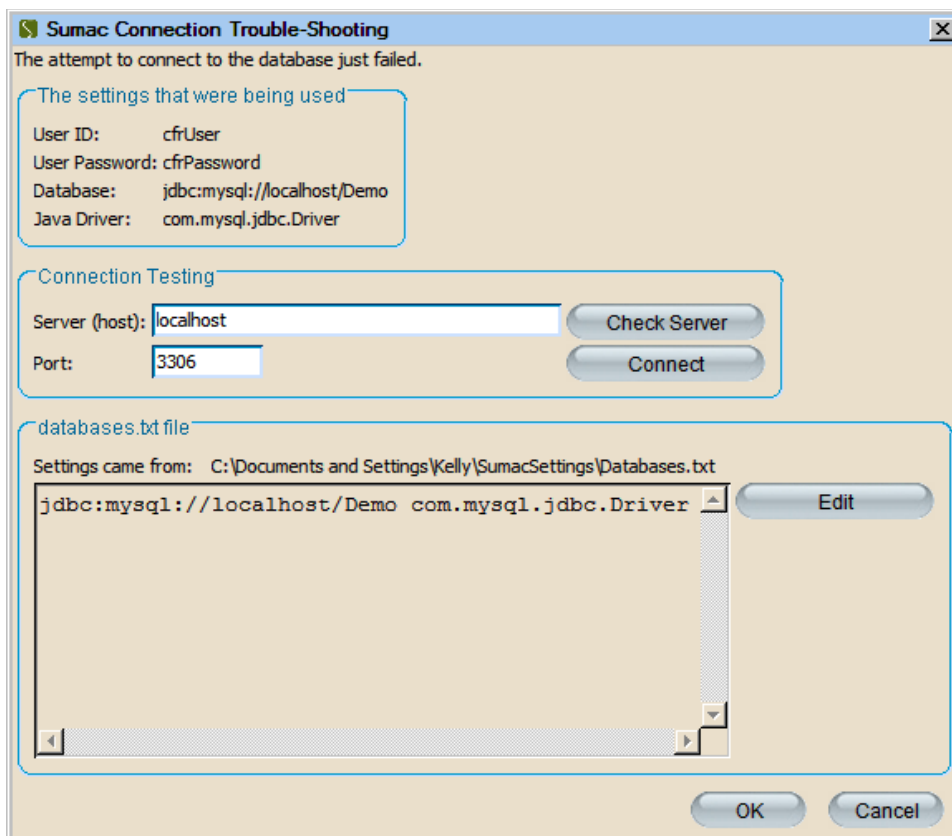 Sumac Connection Trouble-Shooting
The attempt to connect to the database just failed.
The settings that were being used
User ID: cfrUser
User Password: cfrPassword
Database: jdbc:mysql://localhost/Demo
Java Driver: com.mysql.jdbc.Driver
Connection Testing
Server (host): localhost Check Server
Port: 3306 Connect
databases.txt file
Settings came from: C:\Documents and Settings\Kelly\SumacSettings\Databases.txt
jdbc:mysql://localhost/Demo com.mysql.jdbc.Driver Edit
OK Cancel